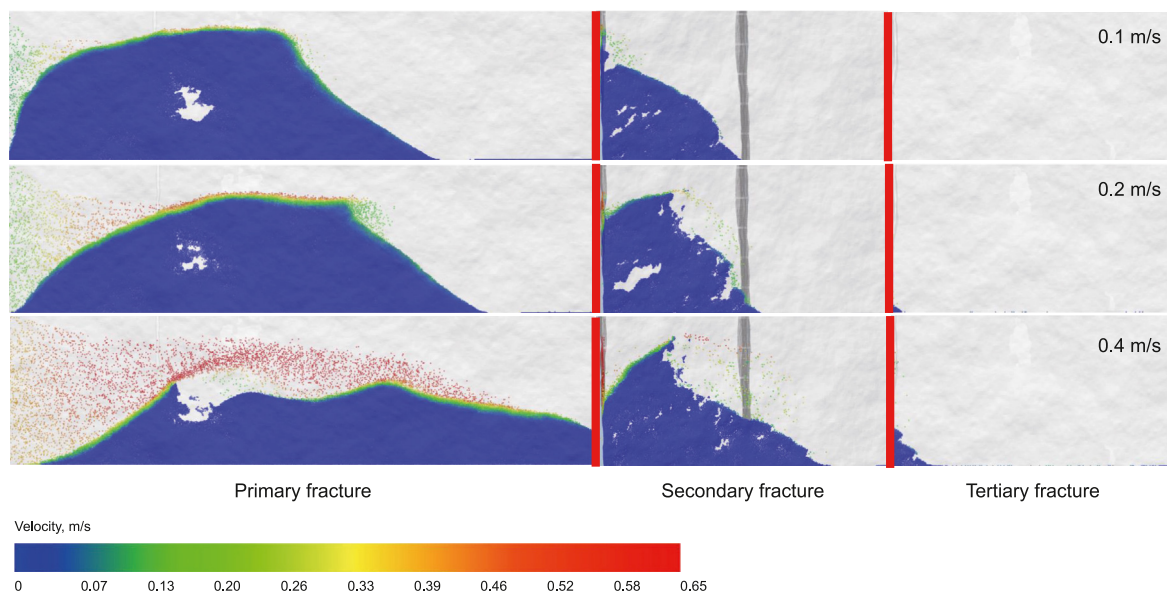 0.1 m/s
0.2 m/s
0.4 m/s
Primary fracture Secondary fracture Tertiary fracture
Velocity, m/s
0 0.07 0.13 0.20 0.26 0.33 0.39 0.46 0.52 0.58 0.65